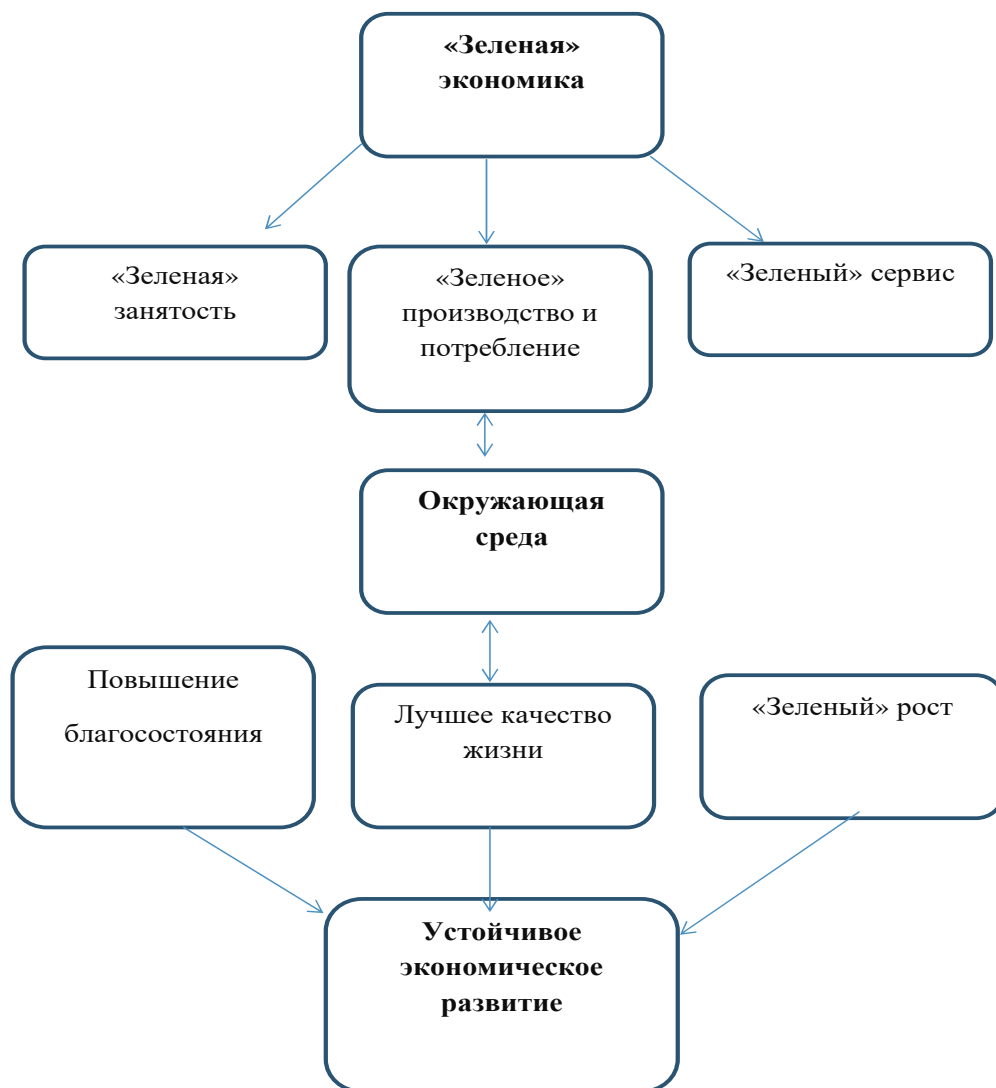 «Зеленая»
экономика
«Зеленая»
занятость
«Зеленое»
производство и
потребление
«Зеленый» сервис
Окружающая
среда
Повышение
благосостояния
Лучшее качество
жизни
«Зеленый» рост
Устойчивое
экономическое
развитие